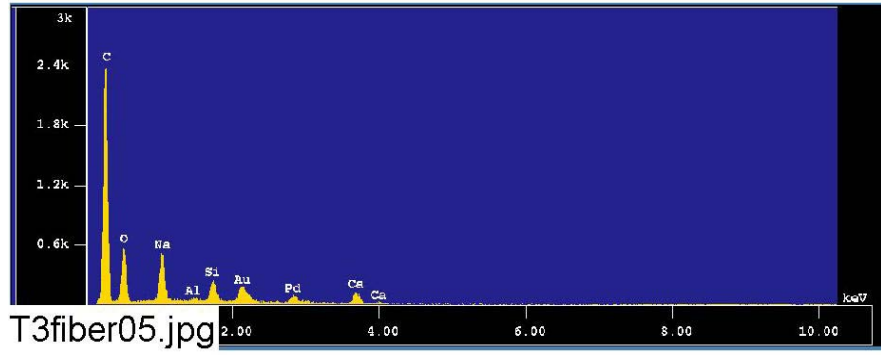 3k
C
2.4k
1.8k
1.2k
0.6k
O
Na
Al
Si
Au
Pd
Ca
Ca
keV
T3fiber05.jpg
2.00
4.00
6.00
8.00
10.00